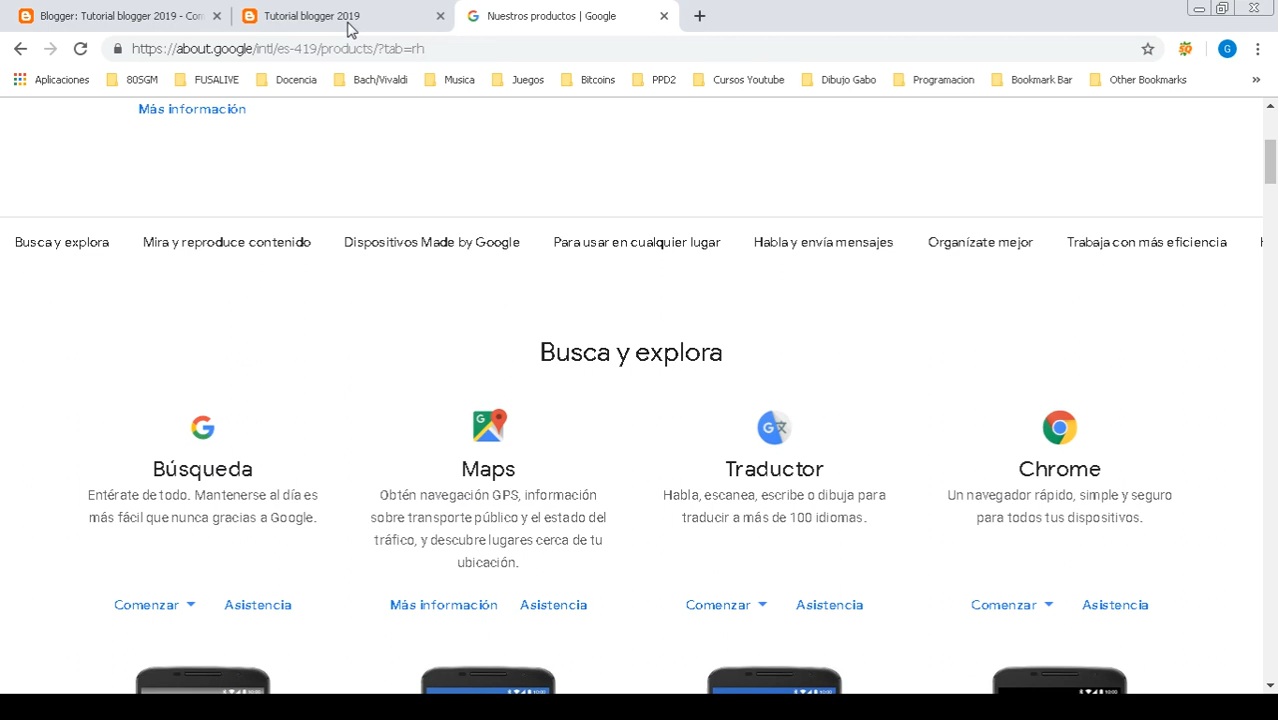 Blogger: Tutorial blogger 2019 - Con
Tutorial blogger 2019
Nuestros productos | Google
https://about.google/intl/es-419/products/?tab=rh
G
Aplicaciones
80SGM
FUSALIVE
Docencia
Bach/Vivaldi
Musica
Juegos
Bitcoins
PPD2
Cursos Youtube
Dibujo Gabo
Programacion
Bookmark Bar
Other Bookmarks
»
Más información
Busca y explora
Mira y reproduce contenido
Dispositivos Made by Google
Para usar en cualquier lugar
Habla y envía mensajes
Organízate mejor
Trabaja con más eficiencia
Busca y explora
Búsqueda
Entérate de todo. Mantenerse al día es
más fácil que nunca gracias a Google.
Comenzar
Asistencia
Maps
Obtén navegación GPS, información
sobre transporte público y el estado del
tráfico, y descubre lugares cerca de tu
ubicación.
Más información
Asistencia
Traductor
Habla, escanea, escribe o dibuja para
traducir a más de 100 idiomas.
Comenzar
Asistencia
Chrome
Un navegador rápido, simple y seguro
para todos tus dispositivos.
Comenzar
Asistencia